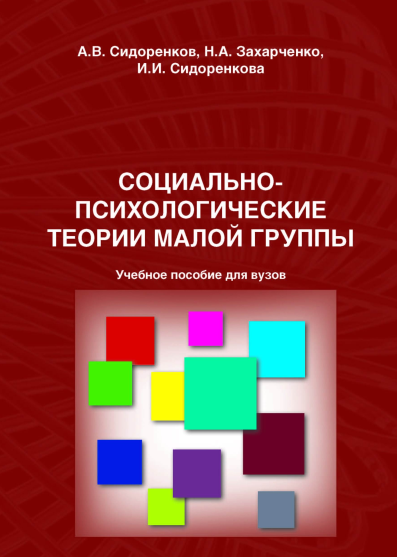 А.В. Сидоренков, Н.А. Захарченко,
И.И. Сидоренкова
СОЦИАЛЬНО-
ПСИХОЛОГИЧЕСКИЕ
ТЕОРИИ МАЛОЙ ГРУППЫ
Учебное пособие для вузов